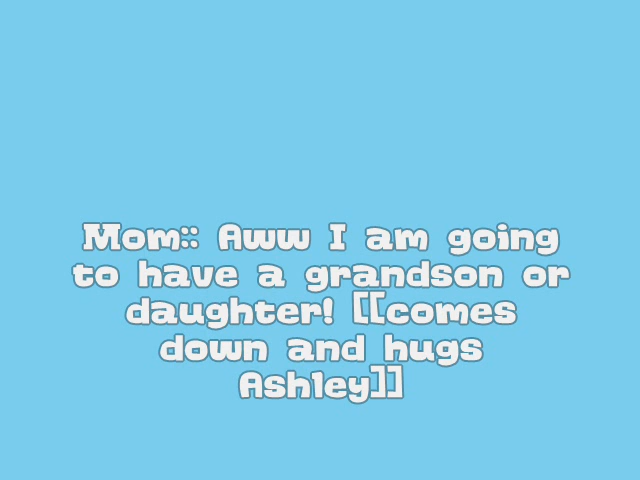 Mom:: Aww I am going
to have a grandson or
daughter! [[comes
down and hugs
Ashley]]